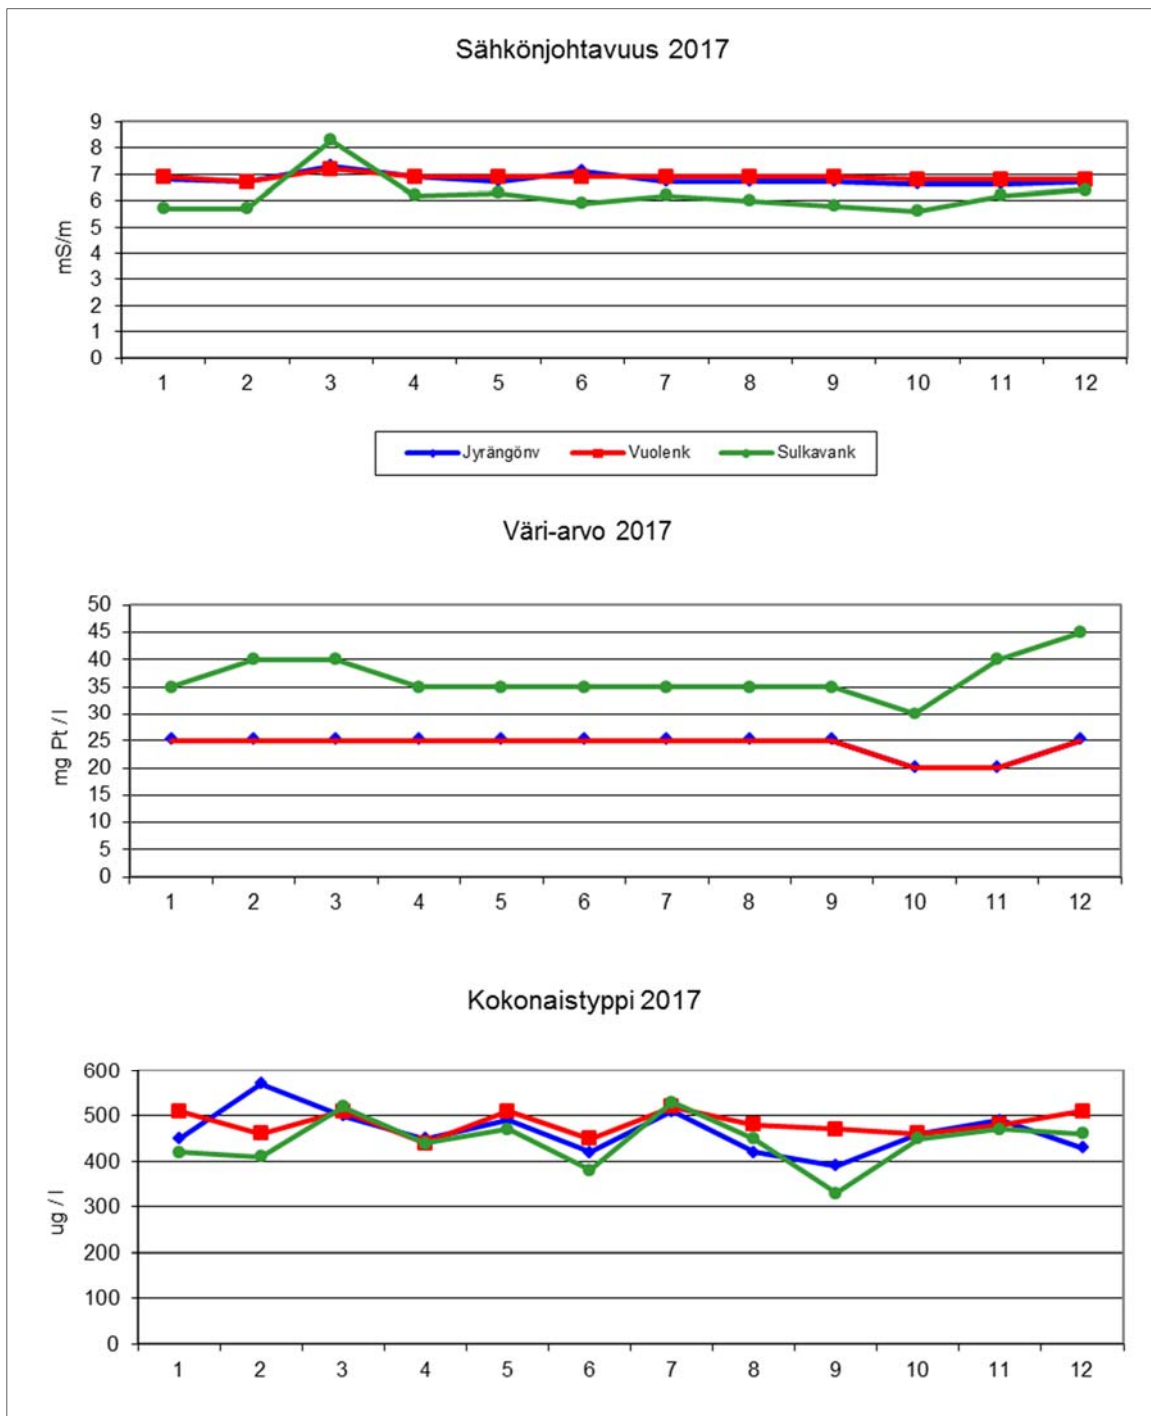 Sähkönjohtavuus 2017
9
8
7
6
5
4
3
2
1
0
mS/m
1 2 3 4 5 6 7 8 9 10 11 12
Jyrängönv Vuolenk Sulkavank
Väri-arvo 2017
50
45
40
35
30
25
20
15
10
5
0
mg Pt / l
1 2 3 4 5 6 7 8 9 10 11 12
Kokonaistyppi 2017
600
500
400
300
200
100
0
ug / l
1 2 3 4 5 6 7 8 9 10 11 12